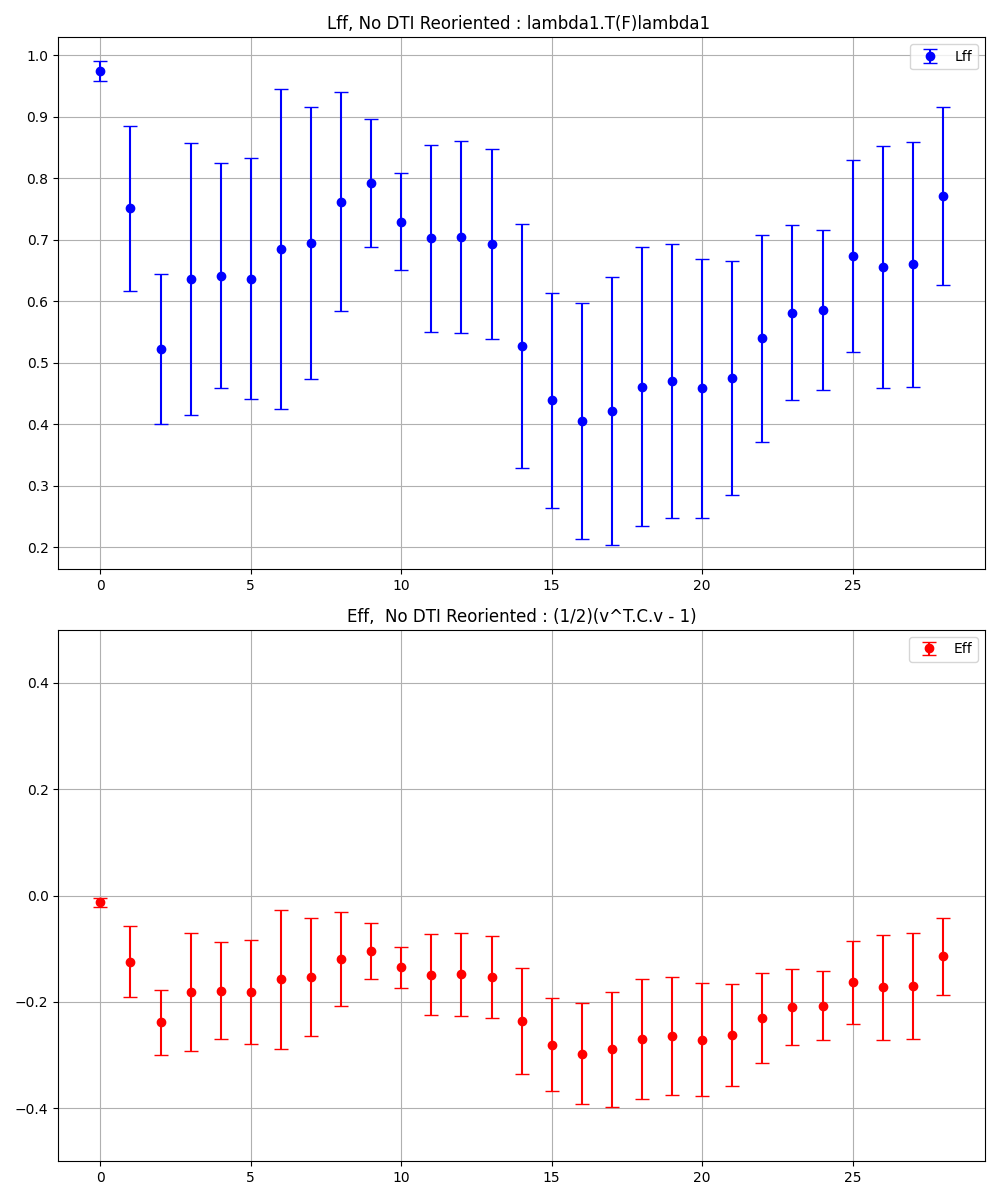 Lff, No DTI Reoriented : lambda1.T(F)lambda1
Lff
1.0
0.9
0.8
0.7
0.6
0.5
0.4
0.3
0.2
0 5 10 15 20 25
Eff,  No DTI Reoriented : (1/2)(v^T.C.v - 1)
Eff
0.4
0.2
0.0
−0.2
−0.4
0 5 10 15 20 25